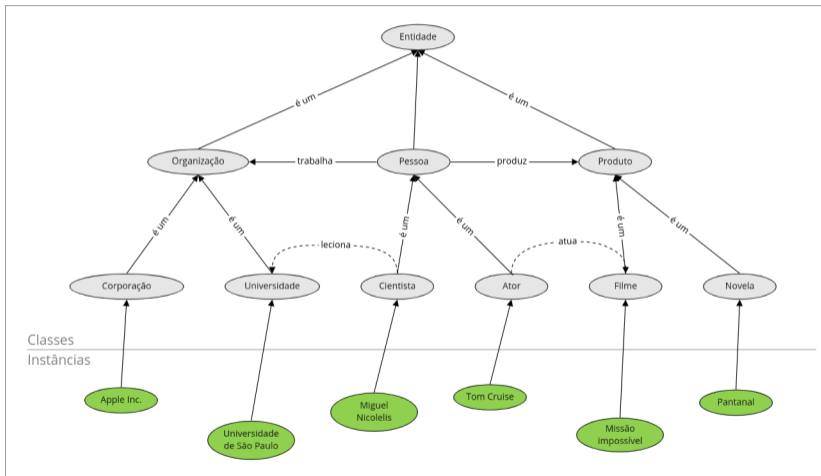 Entidade
é um
é um
Organização
trabalha
Pessoa
produz
Produto
é um
é um
é um
é um
é um
é um
leciona
atua
Corporação
Universidade
Cientista
Ator
Filme
Novela
Classes
Instâncias
Apple Inc.
Universidade
de São Paulo
Miguel
Nicolelis
Tom Cruise
Missão
impossível
Pantanal